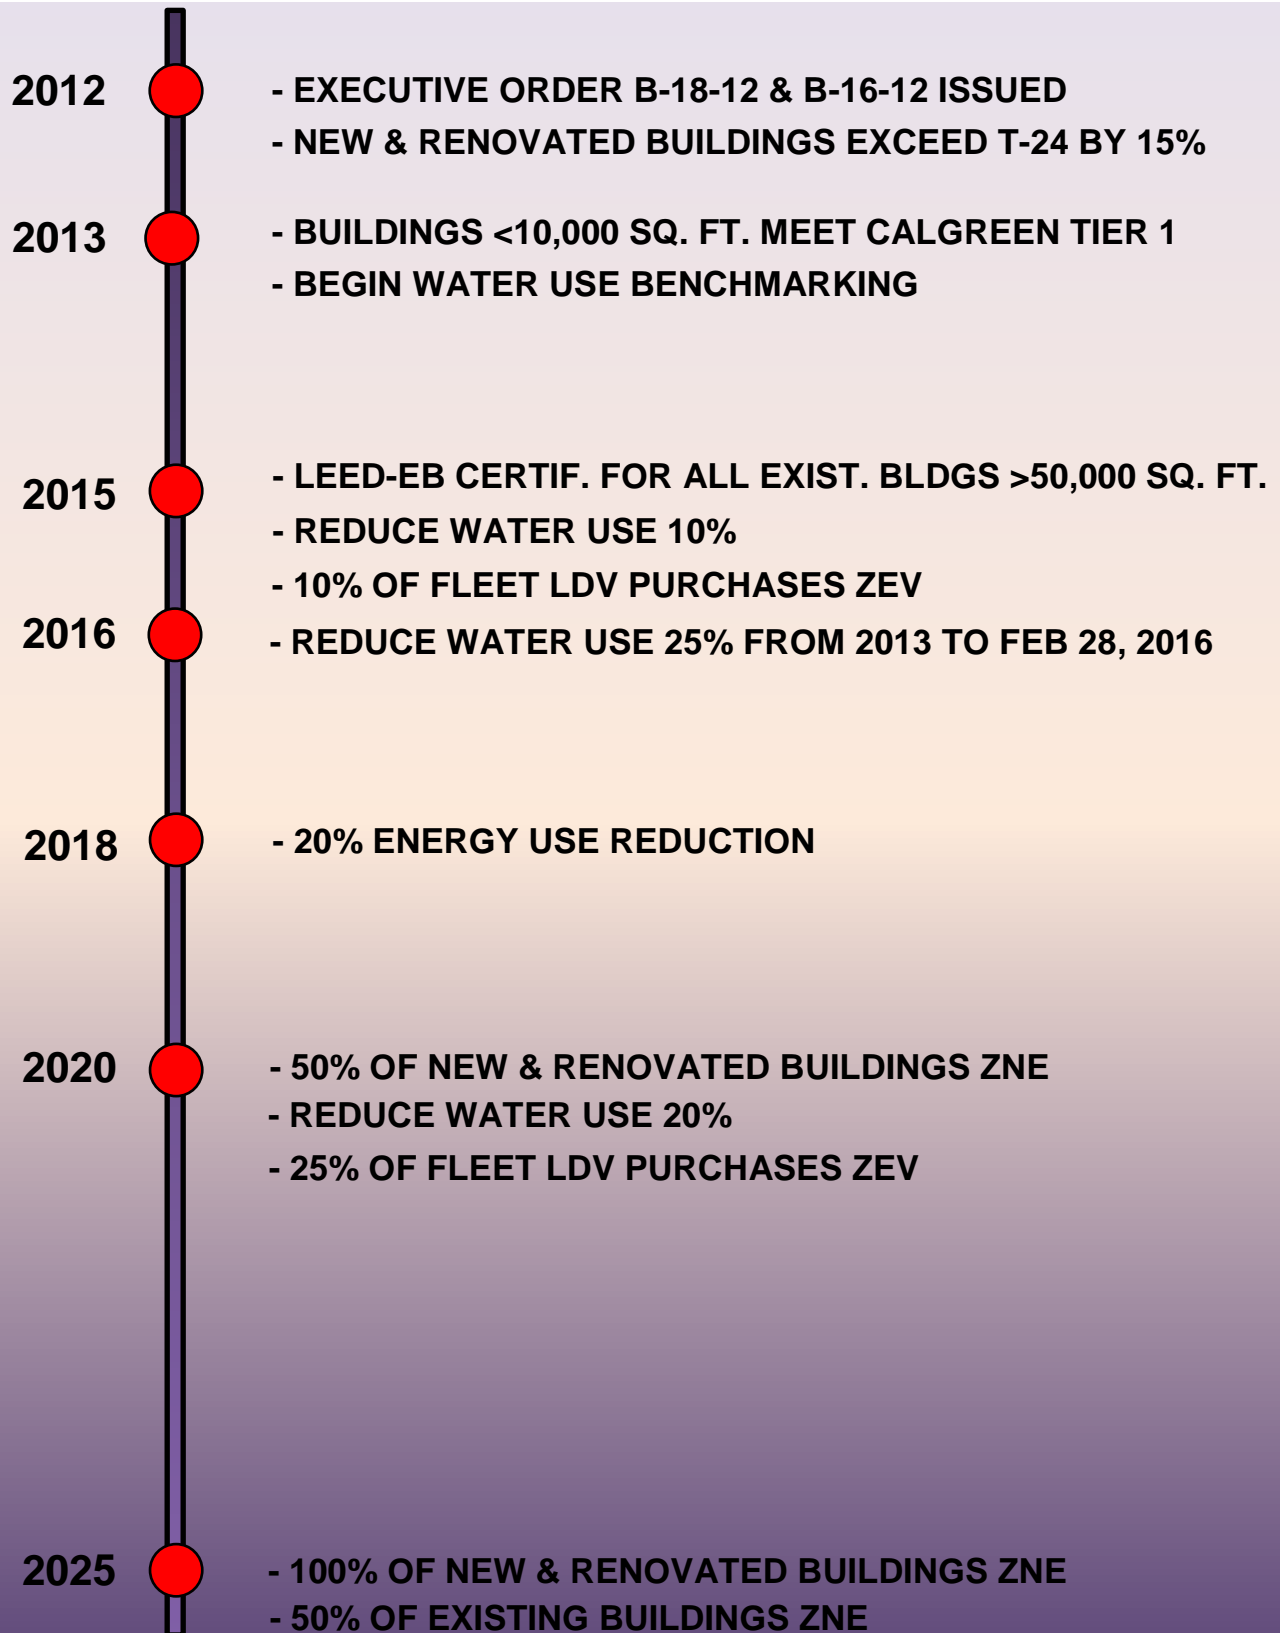 2012
- EXECUTIVE ORDER B-18-12 & B-16-12 ISSUED
- NEW & RENOVATED BUILDINGS EXCEED T-24 BY 15%
2013
- BUILDINGS <10,000 SQ. FT. MEET CALGREEN TIER 1
- BEGIN WATER USE BENCHMARKING
2015
- LEED-EB CERTIF. FOR ALL EXIST. BLDGS >50,000 SQ. FT.
- REDUCE WATER USE 10%
- 10% OF FLEET LDV PURCHASES ZEV
2016
- REDUCE WATER USE 25% FROM 2013 TO FEB 28, 2016
2018
- 20% ENERGY USE REDUCTION
2020
- 50% OF NEW & RENOVATED BUILDINGS ZNE
- REDUCE WATER USE 20%
- 25% OF FLEET LDV PURCHASES ZEV
2025
- 100% OF NEW & RENOVATED BUILDINGS ZNE
- 50% OF EXISTING BUILDINGS ZNE